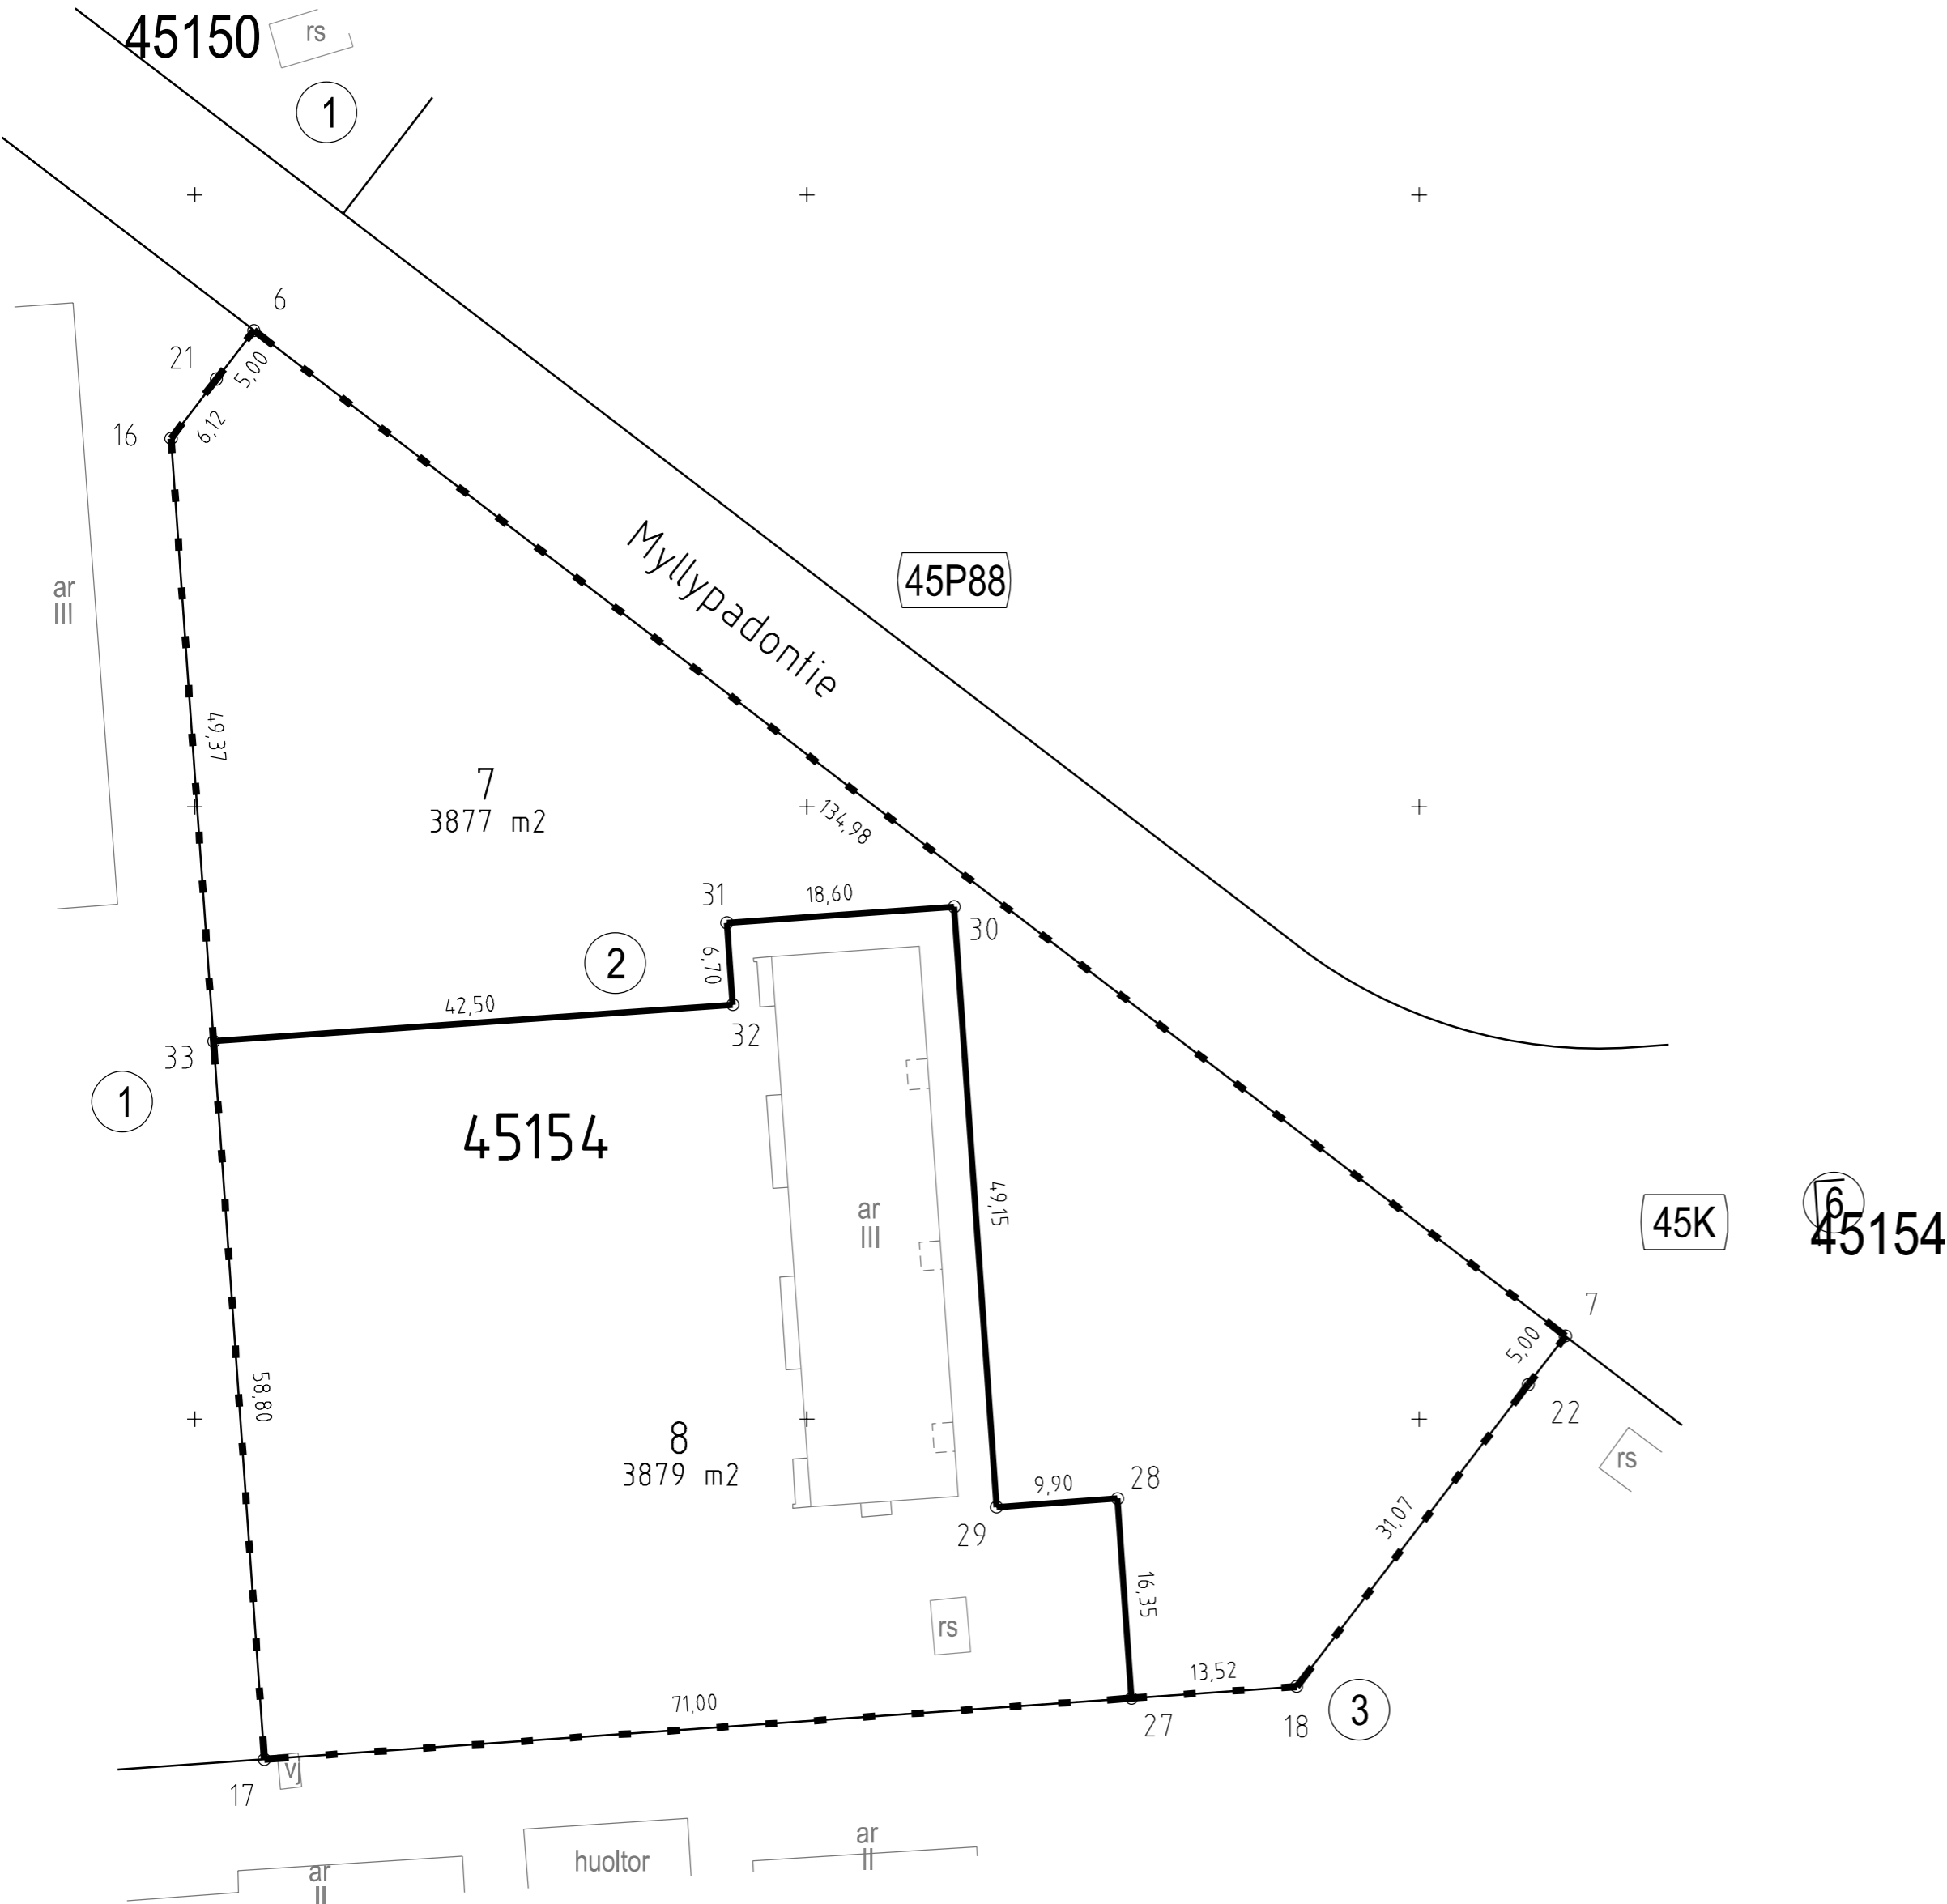 45150
rs
1
6
21
5,00
16
6,12
ar
III
45P88
Myllypadontie
49,37
7
3877 m2
134,98
31
18,60
30
2
6,70
42,50
32
33
1
45154
49,15
ar
III
6
45K
45154
7
5,00
22
rs
58,80
8
3879 m2
9,90
28
29
31,07
16,35
rs
13,52
71,00
27
18
3
vj
17
ar
II
huoltor
ar
II